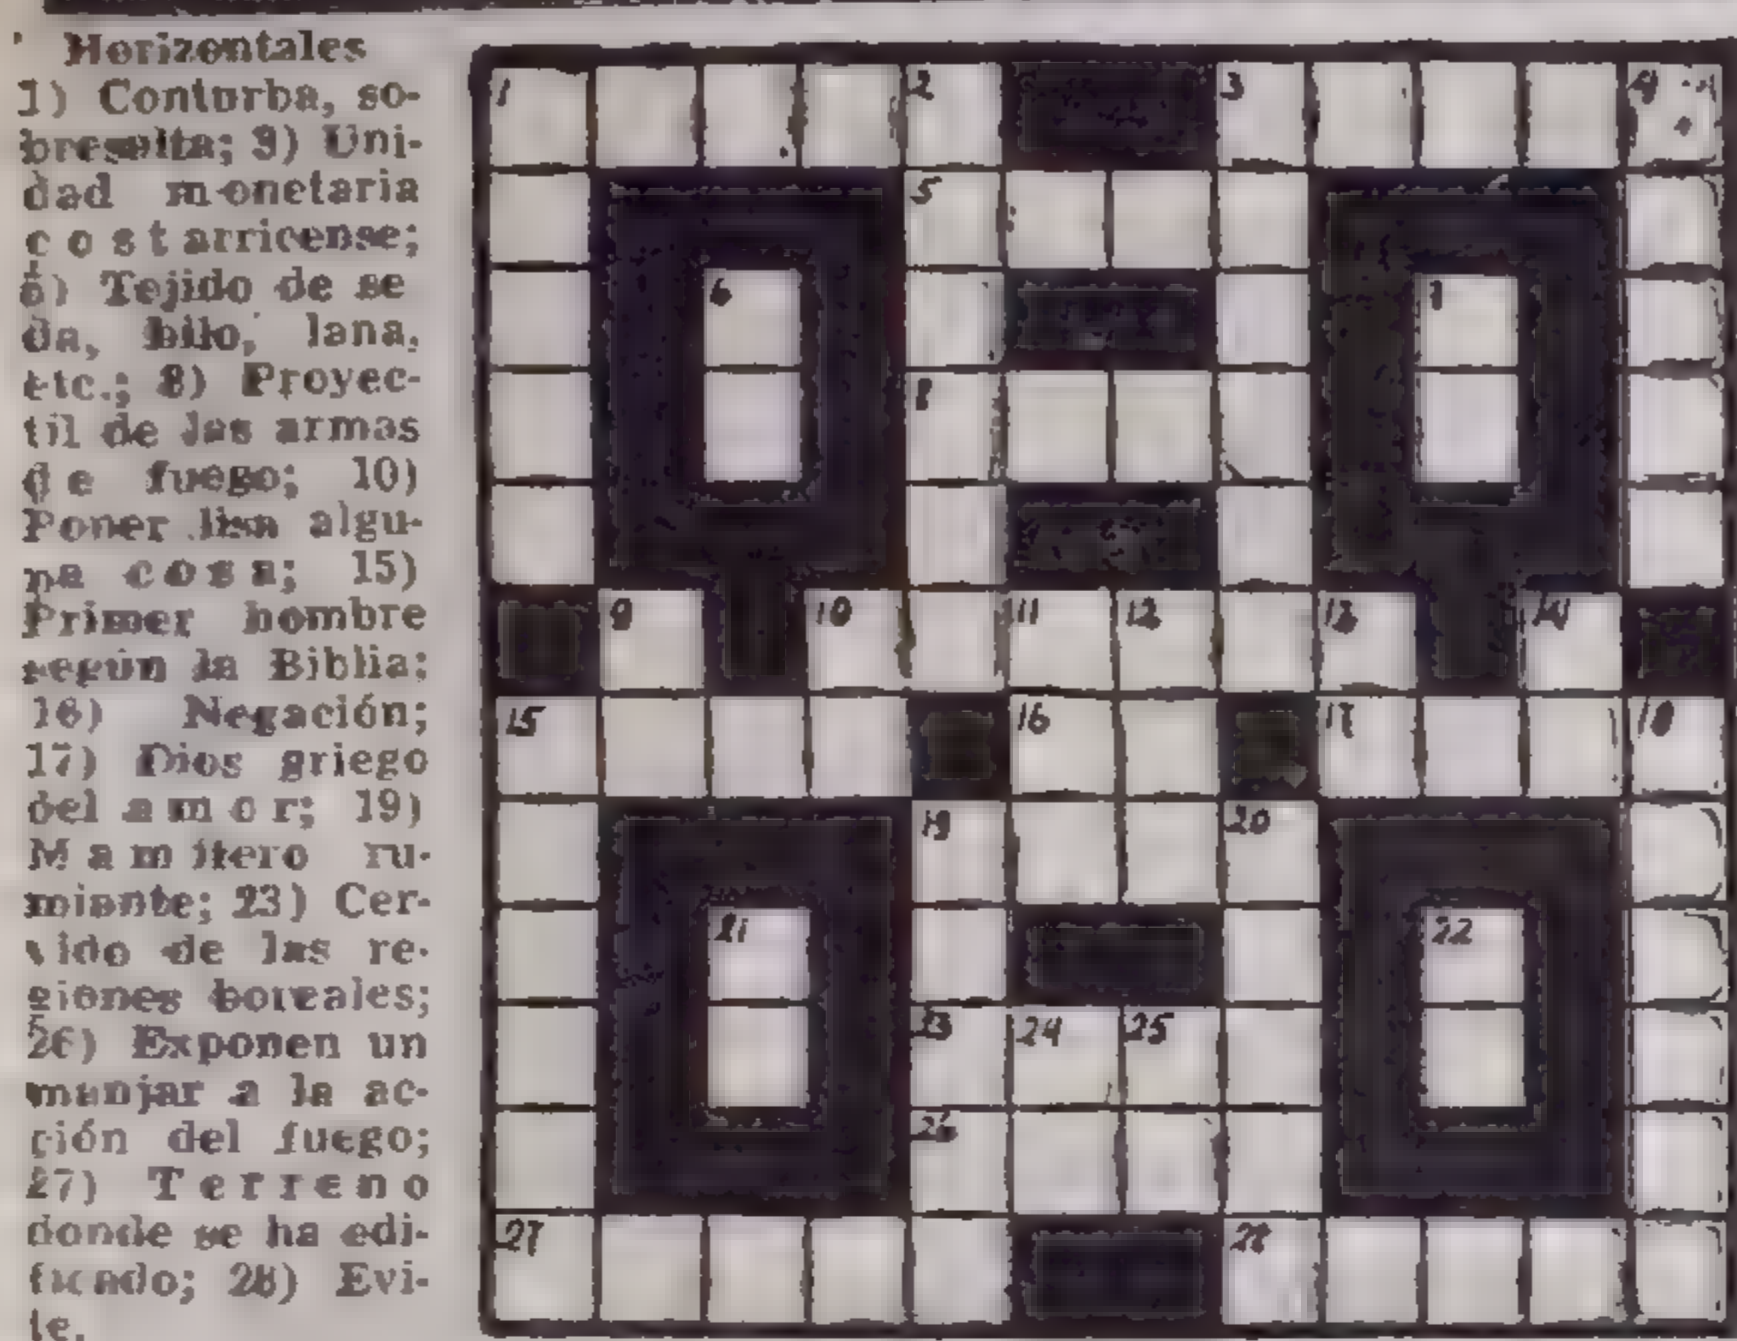 Horizontales
1) Conturba, so-
bresalta; 3) Uni-
dad monetaria
costarricense;
5) Tejido de se
da, hilo, lana,
etc.; 8) Proyec-
til de las armas
de fuego; 10)
Poner lisa algu-
na cosa; 15)
Primer hombre
según la Biblia;
16) Negación;
17) Dios griego
del amor; 19)
Mamífero ru-
miante; 23) Cer-
vido de las re-
giones boreales;
26) Exponen un
manjar a la ac-
ción del fuego;
27) Terreno
donde se ha edi-
ficado; 28) Evi-
te.
1 2 3 4
5
6 7
8
9 10 11 12 13 14
15 16 17 18
19 20
21 22
23 24 25
26
27 28